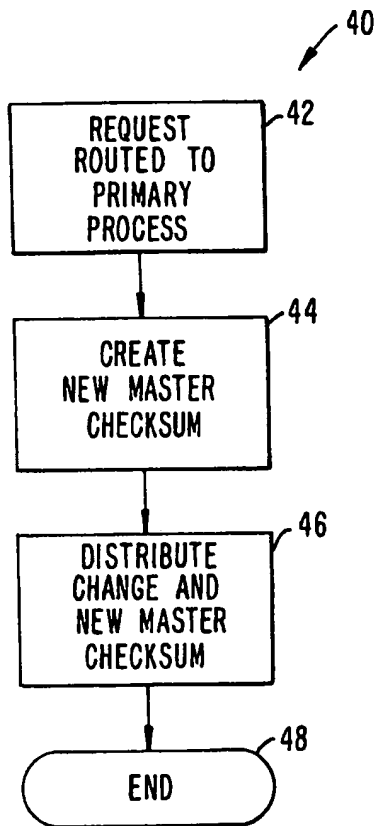 40
42
REQUEST
ROUTED TO
PRIMARY
PROCESS
44
CREATE
NEW MASTER
CHECKSUM
46
DISTRIBUTE
CHANGE AND
NEW MASTER
CHECKSUM
48
END